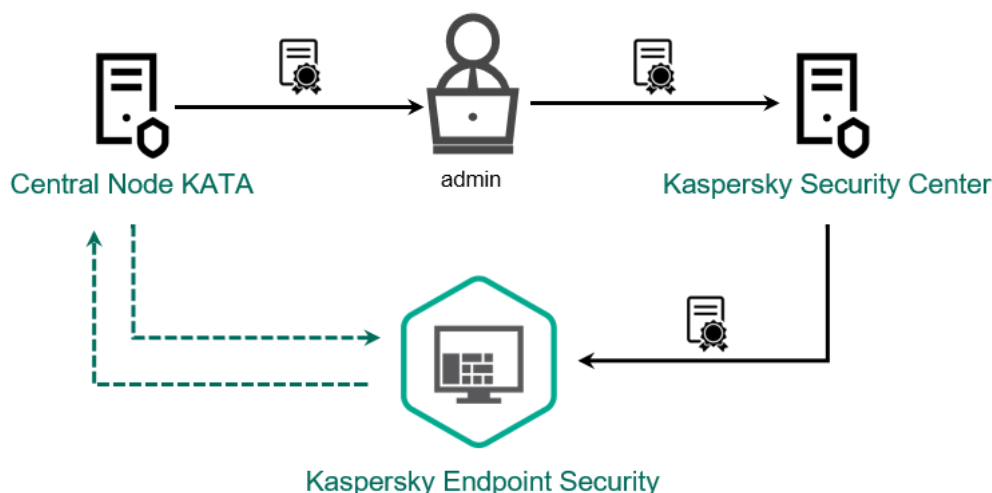 Central Node KATA
admin
Kaspersky Security Center
Kaspersky Endpoint Security